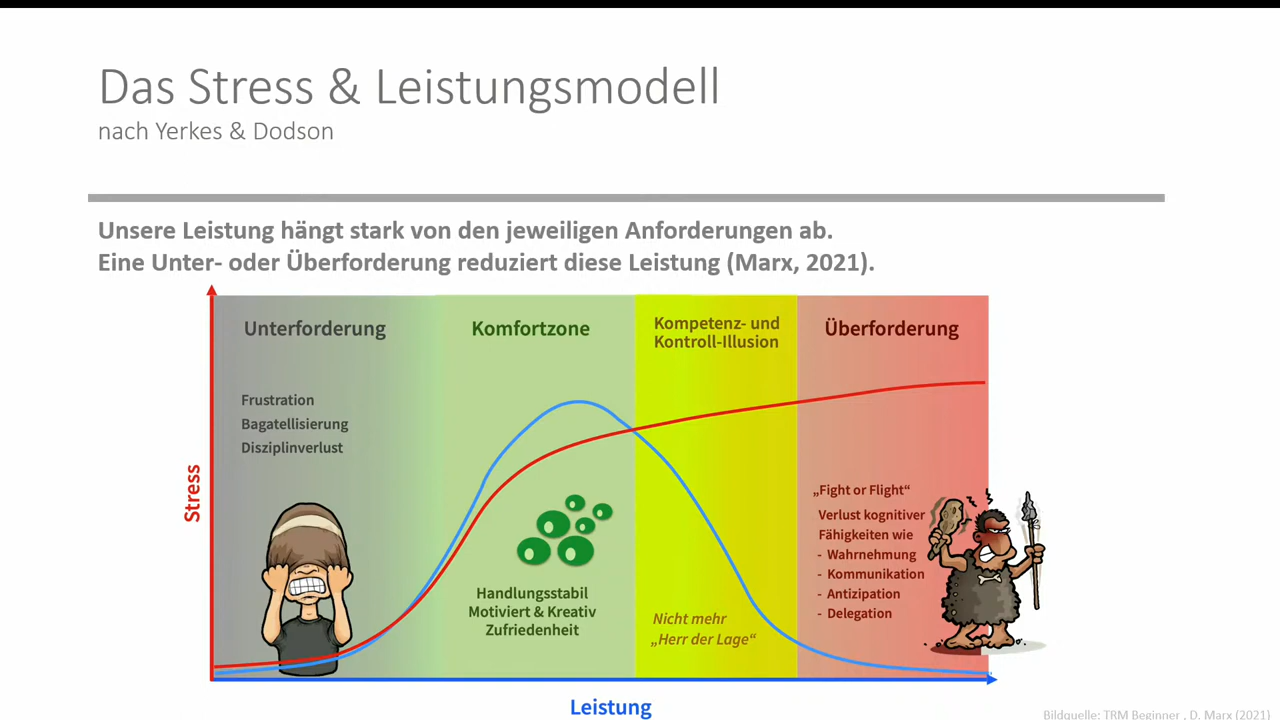 Das Stress & Leistungsmodell
nach Yerkes & Dodson
Unsere Leistung hängt stark von den jeweiligen Anforderungen ab.
Eine Unter- oder Überforderung reduziert diese Leistung (Marx, 2021).
Unterforderung
Frustration
Bagatellisierung
Disziplinverlust
Komfortzone
Handlungsstabil
Motiviert & Kreativ
Zufriedenheit
Kompetenz- und
Kontroll-Illusion
Nicht mehr
„Herr der Lage“
Überforderung
„Fight or Flight“
Verlust kognitiver
Fähigkeiten wie
- Wahrnehmung
- Kommunikation
- Antizipation
- Delegation
Stress
Leistung
Bildquelle: TRM Beginner , D. Marx (2021)